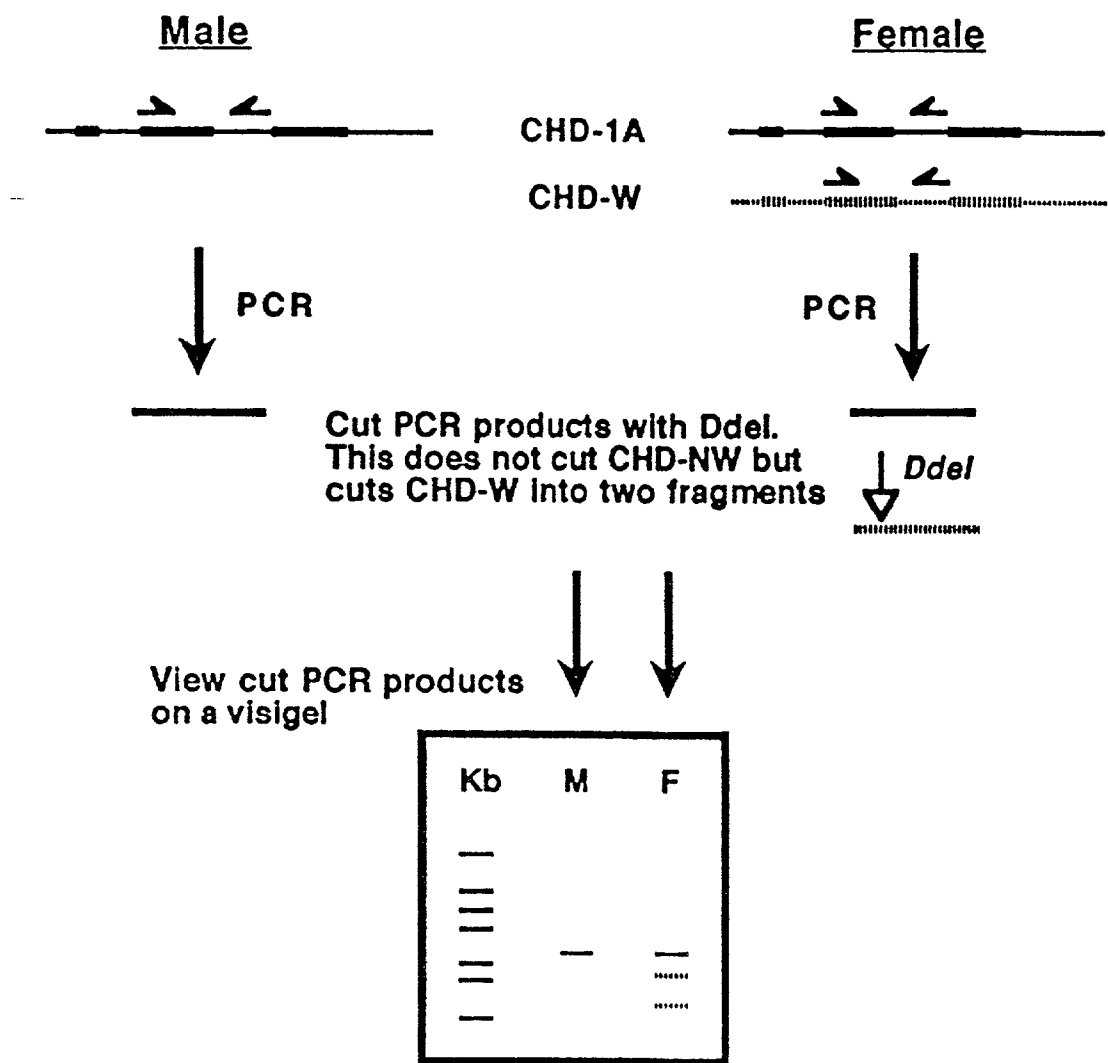 Male
Female
CHD-1A
CHD-W
PCR
PCR
Cut PCR products with DdeI.
This does not cut CHD-NW but
cuts CHD-W into two fragments
DdeI
View cut PCR products
on a visigel
Kb M F